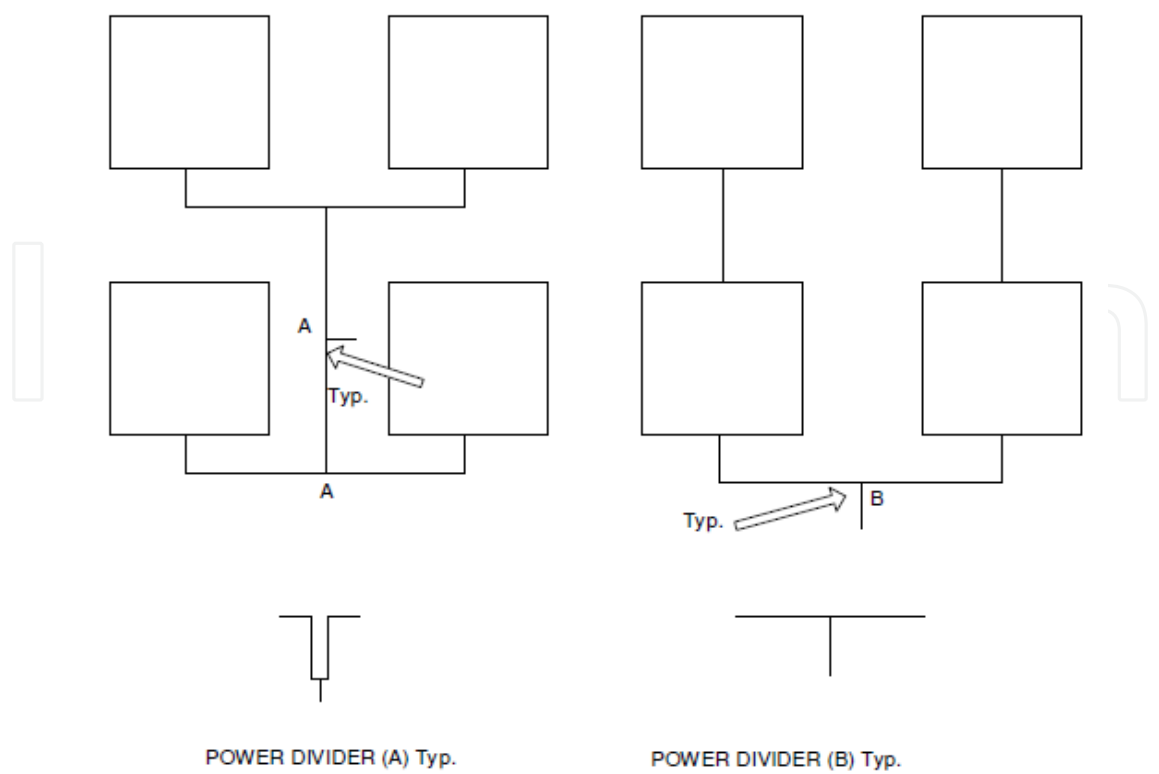 A
Typ.
A
Typ.
B
POWER DIVIDER (A) Typ.
POWER DIVIDER (B) Typ.